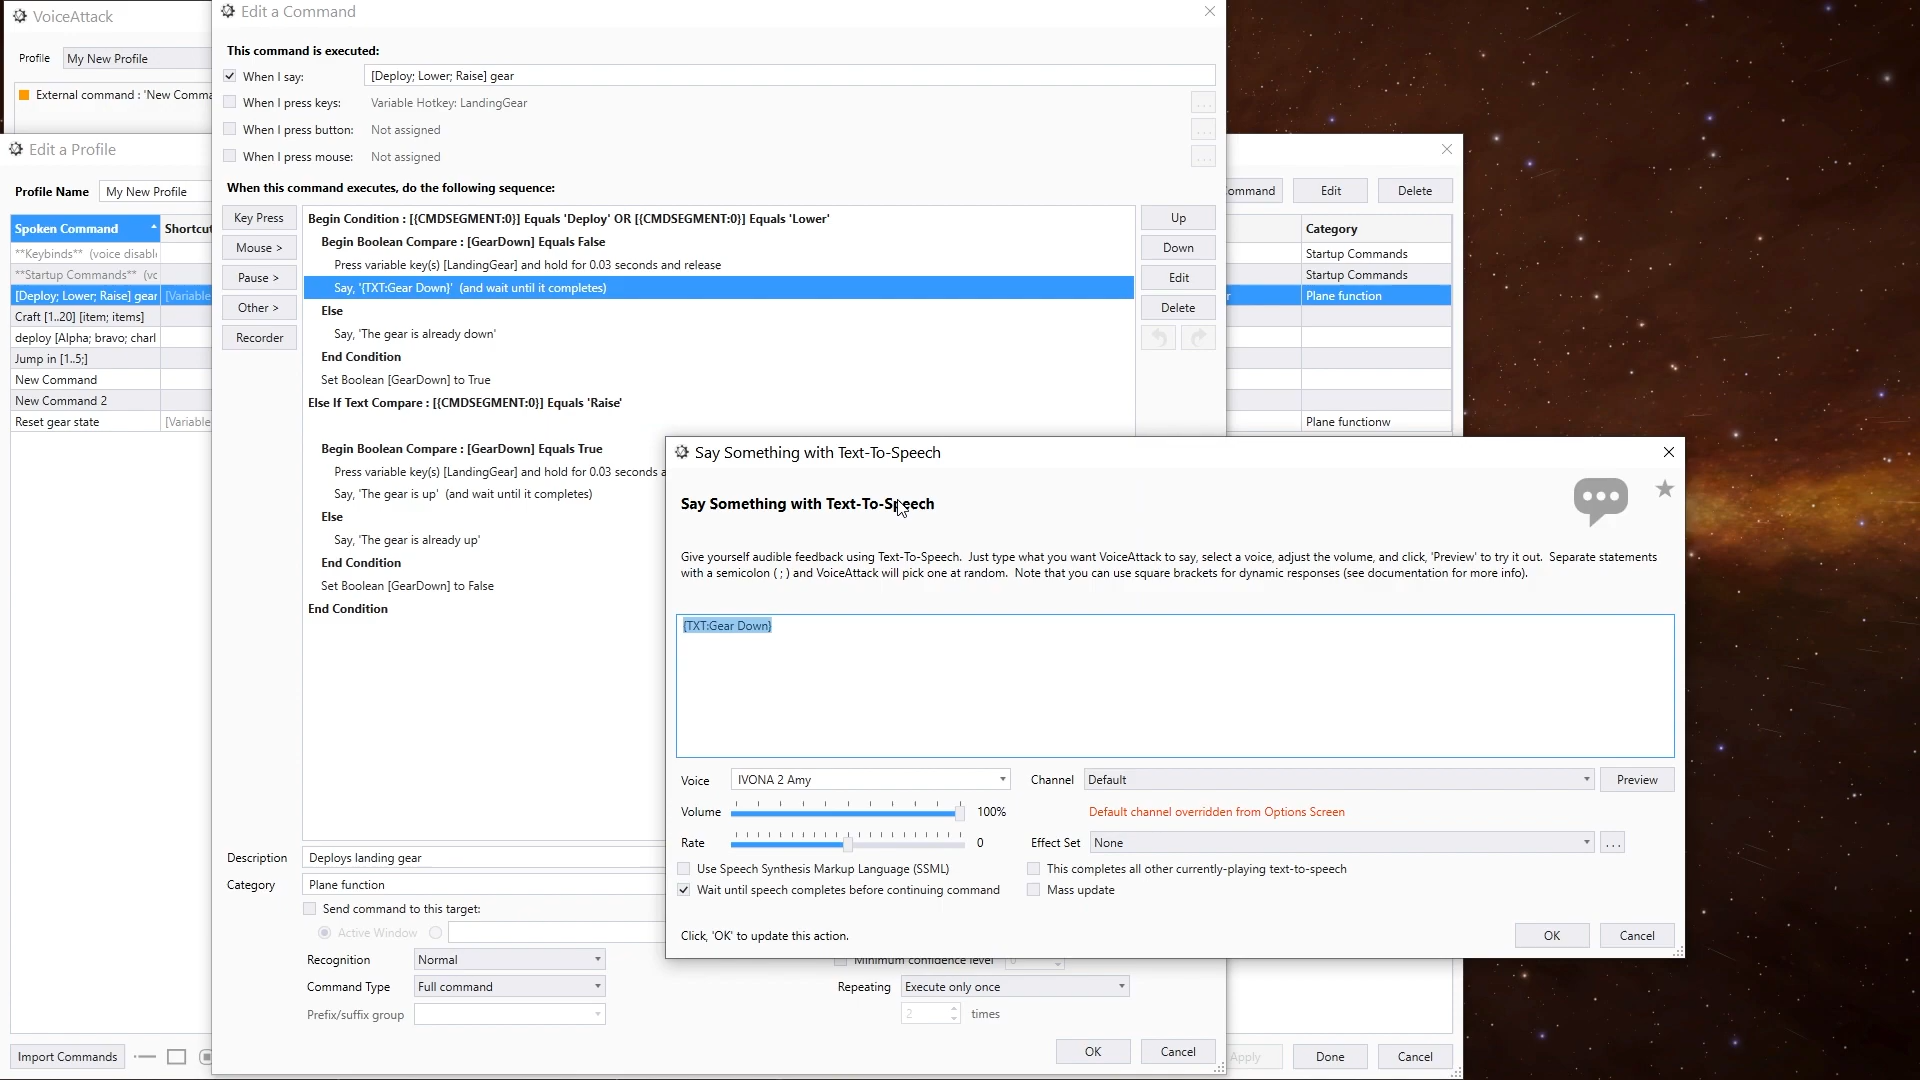 VoiceAttack
Profile
My New Profile
External command : 'New Comma
Edit a Profile
Profile Name
My New Profile
Spoken Command
Shortcut
**Keybinds** (voice disabl
**Startup Commands** (vc
[Deploy; Lower; Raise] gear
[Variable
Craft [1..20] [item; items]
deploy [Alpha; bravo; charl
Jump in [1..5;]
New Command
New Command 2
Reset gear state
[Variable
Import Commands
Edit a Command
This command is executed:
When I say:
[Deploy; Lower; Raise] gear
When I press keys:
Variable Hotkey: LandingGear
...
When I press button:
Not assigned
...
When I press mouse:
Not assigned
...
When this command executes, do the following sequence:
Key Press
Mouse >
Pause >
Other >
Recorder
Begin Condition : [{CMDSEGMENT:0}] Equals 'Deploy' OR [{CMDSEGMENT:0}] Equals 'Lower'
Begin Boolean Compare : [GearDown] Equals False
Press variable key(s) [LandingGear] and hold for 0.03 seconds and release
Say, '{TXT:Gear Down}' (and wait until it completes)
Else
Say, 'The gear is already down'
End Condition
Set Boolean [GearDown] to True
Else If Text Compare : [{CMDSEGMENT:0}] Equals 'Raise'
Begin Boolean Compare : [GearDown] Equals True
Press variable key(s) [LandingGear] and hold for 0.03 seconds a
Say, 'The gear is up' (and wait until it completes)
Else
Say, 'The gear is already up'
End Condition
Set Boolean [GearDown] to False
End Condition
Up
Down
Edit
Delete
Description
Deploys landing gear
Category
Plane function
Send command to this target:
Active Window
Recognition
Normal
Command Type
Full command
Prefix/suffix group
Minimum confidence level
0
Repeating
Execute only once
2
times
OK
Cancel
ommand
Edit
Delete
Category
Startup Commands
Startup Commands
r
Plane function
Plane functionw
Apply
Done
Cancel
Say Something with Text-To-Speech
Say Something with Text-To-Speech
Give yourself audible feedback using Text-To-Speech. Just type what you want VoiceAttack to say, select a voice, adjust the volume, and click, 'Preview' to try it out. Separate statements
with a semicolon ( ; ) and VoiceAttack will pick one at random. Note that you can use square brackets for dynamic responses (see documentation for more info).
{TXT:Gear Down}
Voice
IVONA 2 Amy
Channel
Default
Preview
Volume
100%
Default channel overridden from Options Screen
Rate
0
Effect Set
None
...
Use Speech Synthesis Markup Language (SSML)
This completes all other currently-playing text-to-speech
Wait until speech completes before continuing command
Mass update
Click, 'OK' to update this action.
OK
Cancel